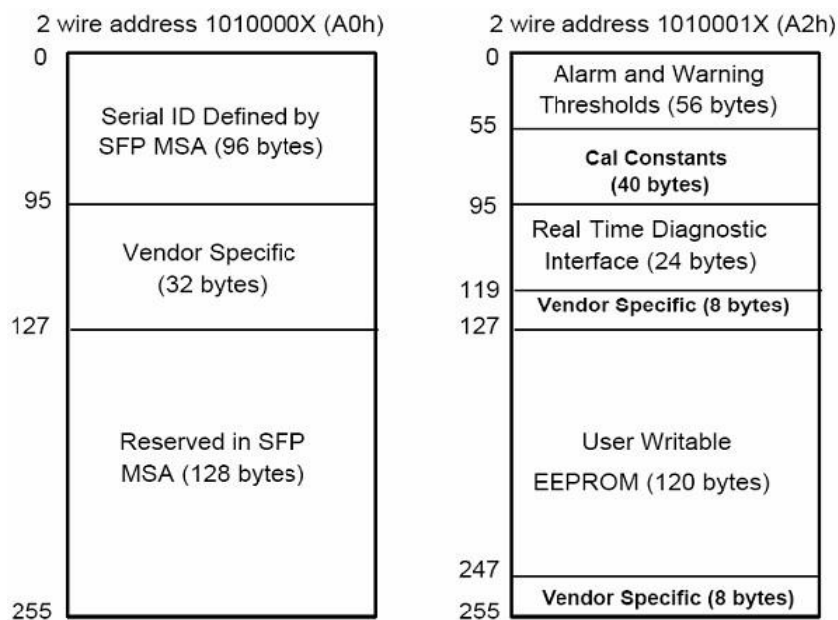 2 wire address 1010000X (A0h)
0
Serial ID Defined by
SFP MSA (96 bytes)
95
Vendor Specific
(32 bytes)
127
Reserved in SFP
MSA (128 bytes)
255
2 wire address 1010001X (A2h)
0
Alarm and Warning
Thresholds (56 bytes)
55
Cal Constants
(40 bytes)
95
Real Time Diagnostic
Interface (24 bytes)
119
Vendor Specific (8 bytes)
127
User Writable
EEPROM (120 bytes)
247
Vendor Specific (8 bytes)
255